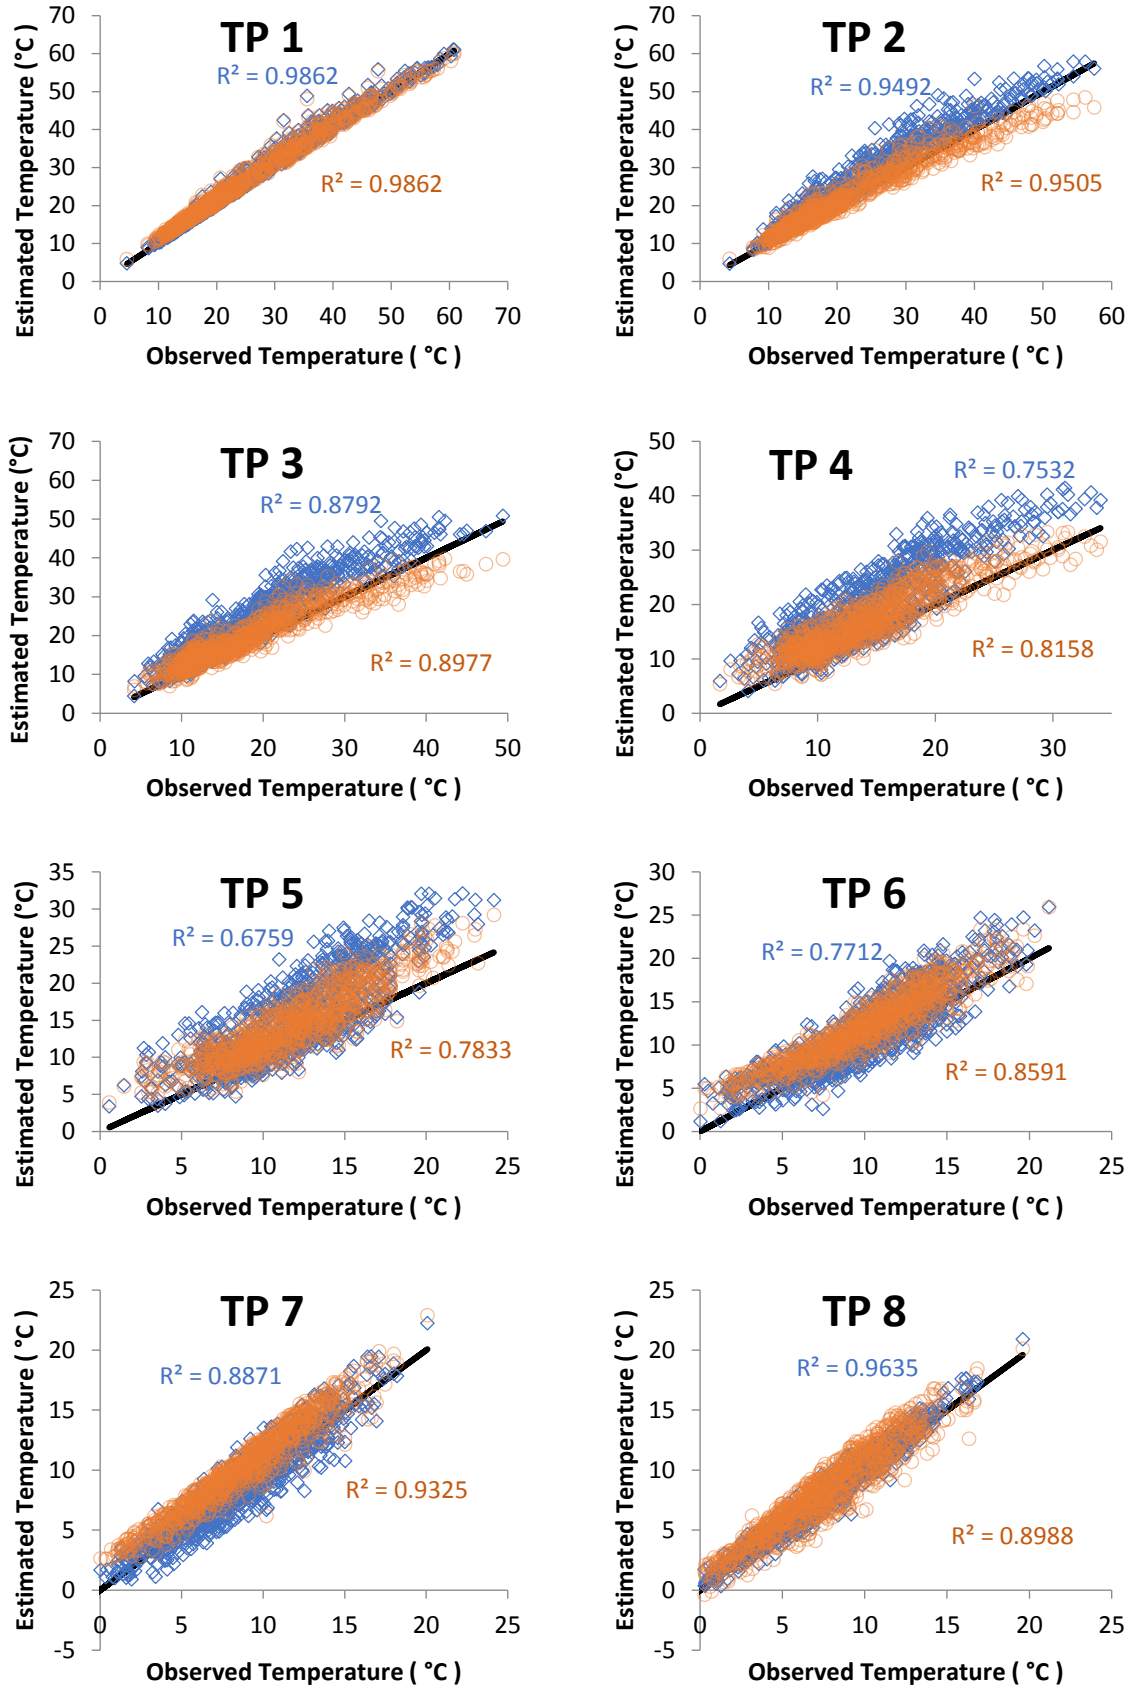 TP 1
R² = 0.9862
R² = 0.9862
Estimated Temperature (°C)
70
60
50
40
30
20
10
0
0 10 20 30 40 50 60 70
Observed Temperature ( °C )
TP 2
R² = 0.9492
R² = 0.9505
Estimated Temperature (°C)
70
60
50
40
30
20
10
0
0 10 20 30 40 50 60
Observed Temperature ( °C )
TP 3
R² = 0.8792
R² = 0.8977
Estimated Temperature (°C)
70
60
50
40
30
20
10
0
0 10 20 30 40 50
Observed Temperature ( °C )
TP 4
R² = 0.7532
R² = 0.8158
Estimated Temperature (°C)
50
40
30
20
10
0
0 10 20 30
Observed Temperature ( °C )
TP 5
R² = 0.6759
R² = 0.7833
Estimated Temperature (°C)
35
30
25
20
15
10
5
0
0 5 10 15 20 25
Observed Temperature ( °C )
TP 6
R² = 0.7712
R² = 0.8591
Estimated Temperature (°C)
30
25
20
15
10
5
0
0 5 10 15 20 25
Observed Temperature ( °C )
TP 7
R² = 0.8871
R² = 0.9325
Estimated Temperature (°C )
25
20
15
10
5
0
-5
0 5 10 15 20 25
Observed Temperature ( °C )
TP 8
R² = 0.9635
R² = 0.8988
Estimated Temperature (°C )
25
20
15
10
5
0
-5
0 5 10 15 20 25
Observed Temperature ( °C )